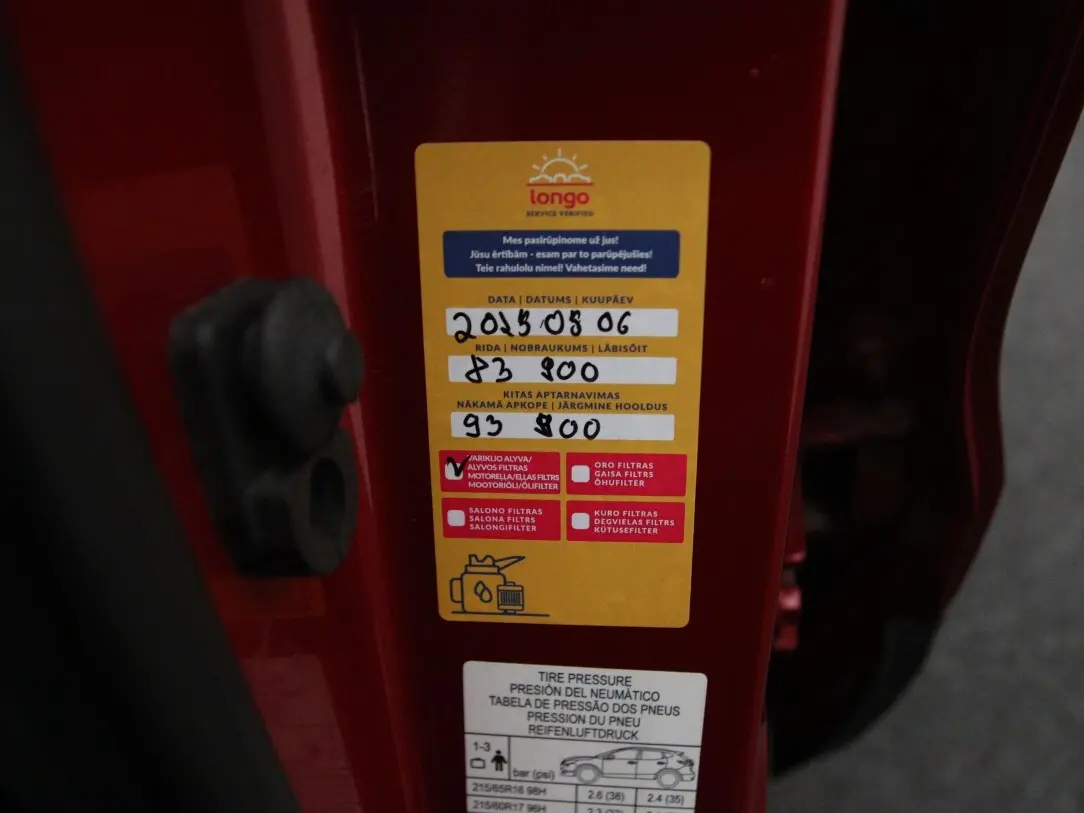 longo
SERVICE VERIFIED
Mes pasirūpinome už jus!
Jūsu ērtībām - esam par to parūpējušies!
Teie rahulolu nimel! Vahetasime need!
DATA | DATUMS | KUUPÄEV
06
RIDA | NOBRAUKUMS | LÄBISÕIT
83 900
KITAS APTARNAVIMAS
NĀKAMĀ APKOPE | JÄRGMINE HOOLDUS
93 900
VARIKLIO ALYVA/
ALYVOS FILTRAS
MOTORELLA/ELLAS FILTRS
MOOTORIÕLI/ÕLIFILTER
ORO FILTRAS
GAISA FILTRS
ÕHUFILTER
SALONO FILTRAS
SALONA FILTRS
SALONGIFILTER
KURO FILTRAS
DEGVIELAS FILTRS
KÜTUSEFILTER
TIRE PRESSURE
PRESIÓN DEL NEUMÁTICO
TABELA DE PRESSÃO DOS PNEUS
PRESSION DU PNEU
REIFENLUFTDRUCK
1-3
bar (psi)
215/65R16 98H 2.6 (38) 2.4 (35)
215/60R17 96H